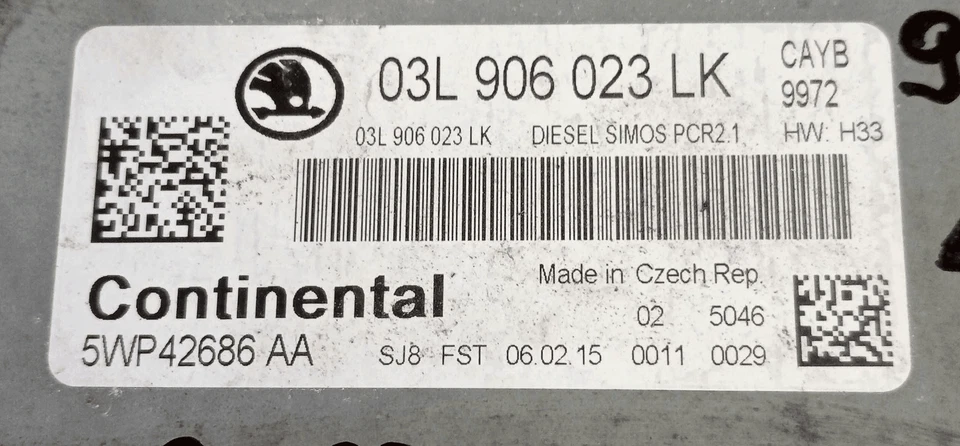 03L 906 023 LK
CAYB
9972
03L 906 023 LK DIESEL SIMOS PCR2.1 HW: H33
Continental
Made in Czech Rep.
02 5046
5WP42686 AA
SJ8 FST 06.02.15 0011 0029